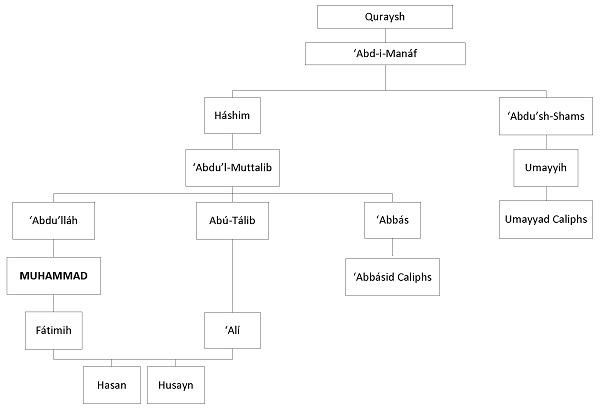 Quraysh
‘Abd-i-Manáf
Háshim
‘Abdu’sh-Shams
‘Abdu’l-Muttalib
Umayyih
‘Abdu’lláh
Abú-Tálib
‘Abbás
Umayyad Caliphs
MUHAMMAD
‘Abbásid Caliphs
Fátimih
‘Alí
Hasan
Husayn